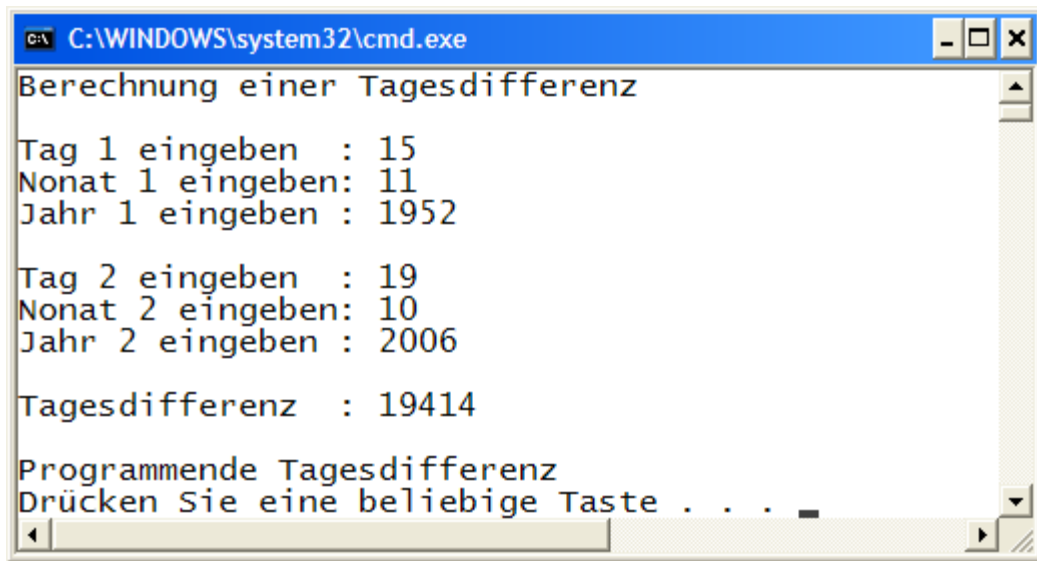 C:\WINDOWS\system32\cmd.exe
Berechnung einer Tagesdifferenz
Tag 1 eingeben  : 15
Nonat 1 eingeben: 11
Jahr 1 eingeben : 1952
Tag 2 eingeben  : 19
Nonat 2 eingeben: 10
Jahr 2 eingeben : 2006
Tagesdifferenz  : 19414
Programmende Tagesdifferenz
Drücken Sie eine beliebige Taste . . . _